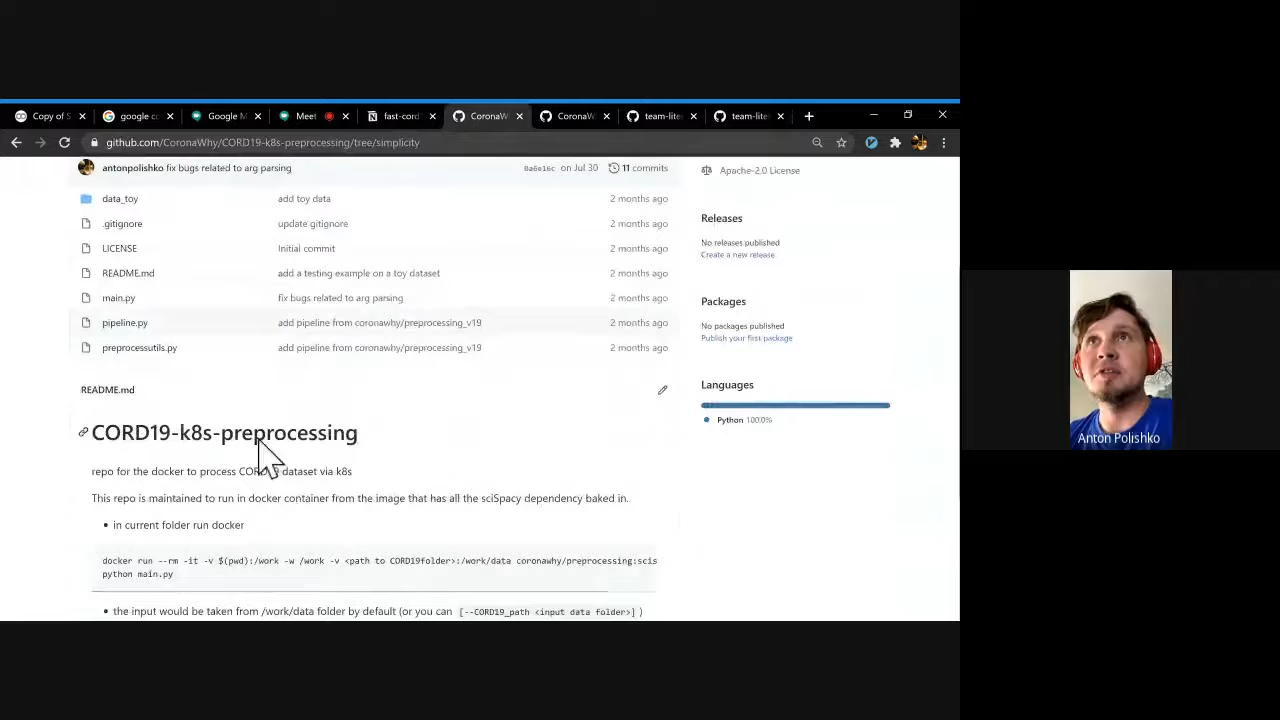 Copy of S
google co
Google M
Meet
fast-cord
CoronaW
CoronaW
team-lite
team-lite
github.com/CoronaWhy/CORD19-k8s-preprocessing/tree/simplicity
antonpolishko fix bugs related to arg parsing
on Jul 30
11 commits
data_toy
add toy data
2 months ago
.gitignore
update gitignore
2 months ago
LICENSE
Initial commit
2 months ago
README.md
add a testing example on a toy dataset
2 months ago
main.py
fix bugs related to arg parsing
2 months ago
pipeline.py
add pipeline from coronawhy/preprocessing_v19
2 months ago
preprocessutils.py
add pipeline from coronawhy/preprocessing_v19
2 months ago
Apache-2.0 License
Releases
No releases published
Create a new release
Packages
No packages published
Publish your first package
Languages
Python 100.0%
README.md
CORD19-k8s-preprocessing
repo for the docker to process dataset via k8s
This repo is maintained to run in docker container from the image that has all the sciSpacy dependency baked in.
• in current folder run docker
docker run --rm -it -v $(pwd):/work -w /work -v <path to CORD19folder>:/work/data coronawhy/preprocessing:scis
python main.py
• the input would be taken from /work/data folder by default (or you can [--CORD19_path <input data folder>] )
Anton Polishko